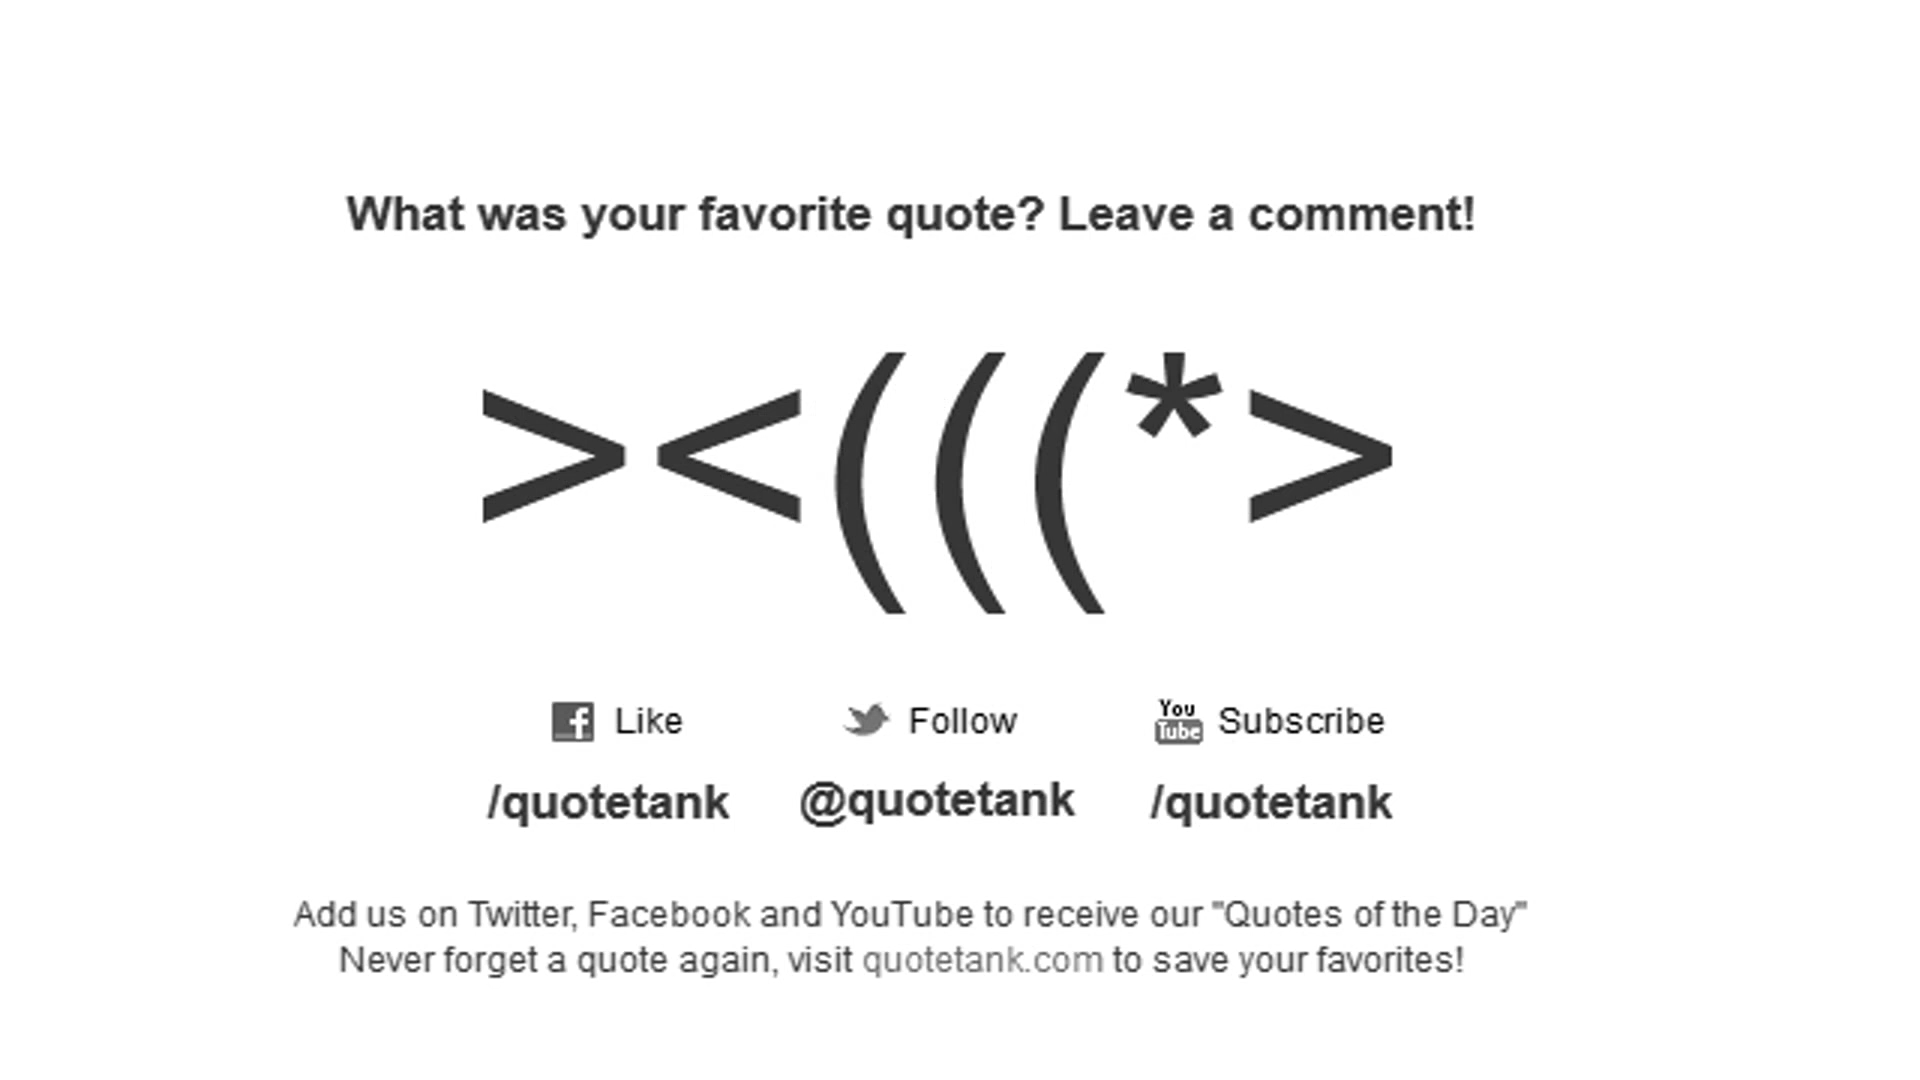 What was your favorite quote? Leave a comment!
><(((*>
f Like Follow You Tube Subscribe
/quotetank @quotetank /quotetank
Add us on Twitter, Facebook and YouTube to receive our "Quotes of the Day"
Never forget a quote again, visit quotetank.com to save your favorites!